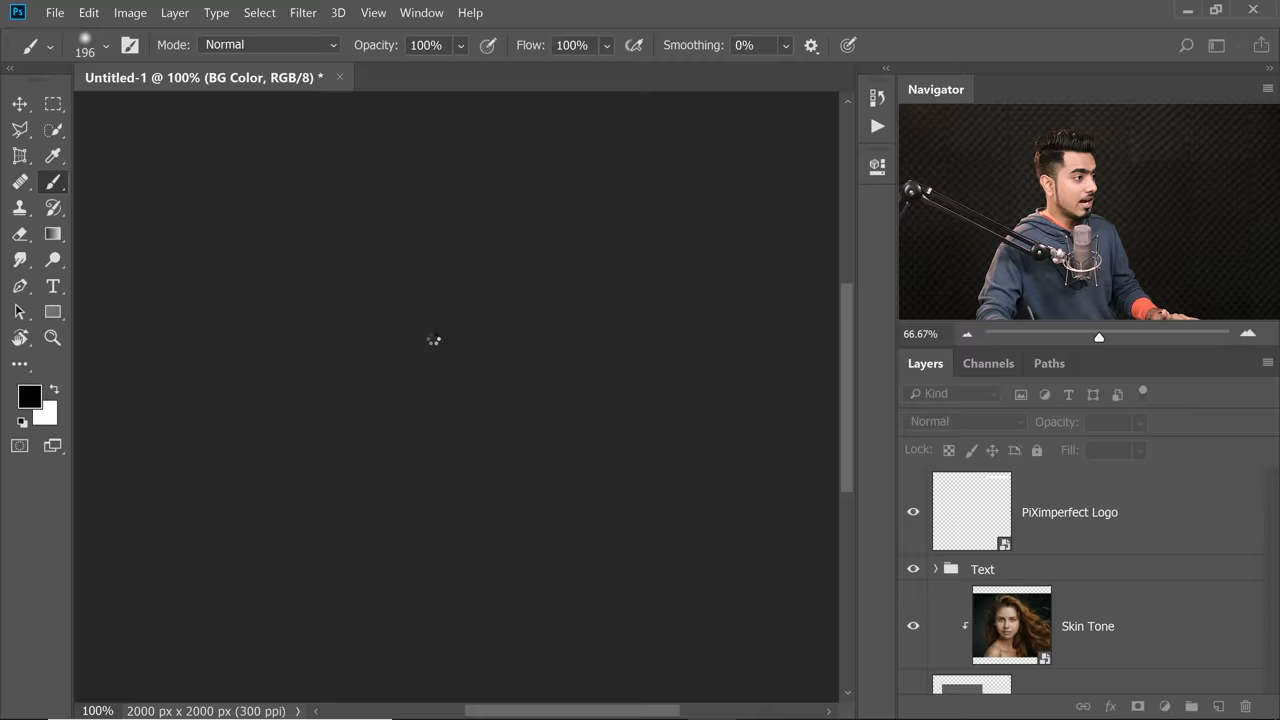 Ps File Edit Image Layer Type Select Filter 3D View Window Help
196 Mode: Normal Opacity: 100% Flow: 100% Smoothing: 0%
Untitled-1 @ 100% (BG Color, RGB/8) *
Navigator
66.67%
Layers Channels Paths
Kind
Normal Opacity:
Lock: Fill:
PiXimperfect Logo
Text
Skin Tone
100% 2000 px x 2000 px (300 ppi)